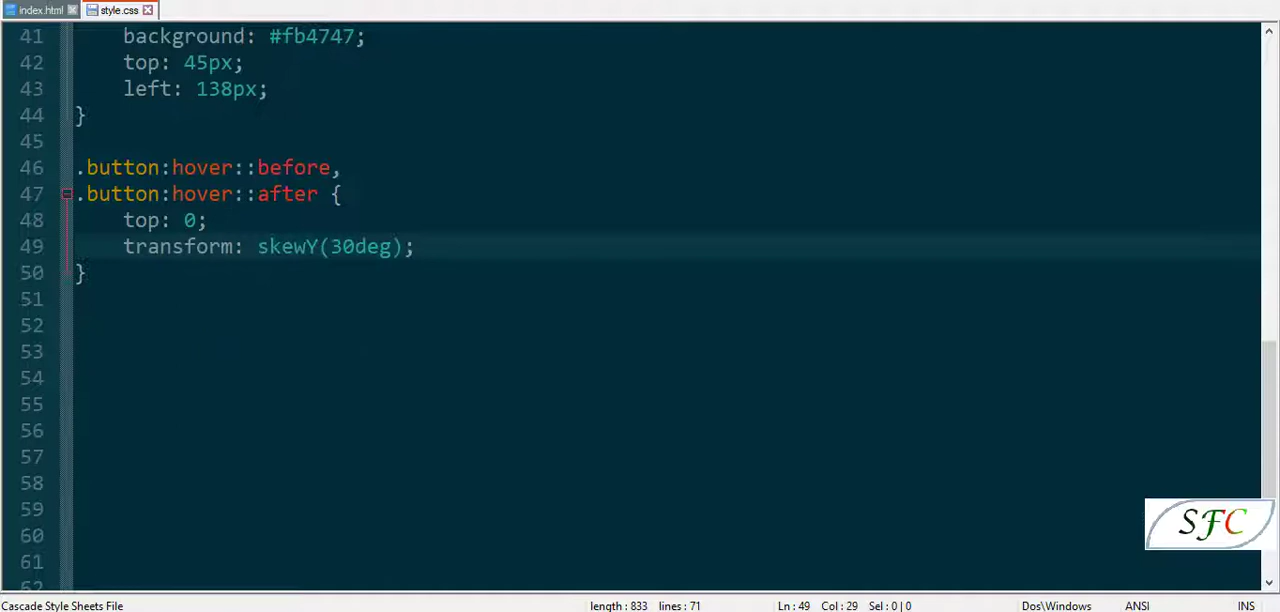 index.html
style.css
41 background: #fb4747;
42 top: 45px;
43 left: 138px;
44 }
45
46 .button:hover::before,
47 .button:hover::after {
48 top: 0;
49 transform: skewY(30deg);
50 }
51
52
53
54
55
56
57
58
59
60
61
62
SFC
Cascade Style Sheets File length : 833 lines : 71 Ln : 49 Col : 29 Sel : 0 | 0 Dos\Windows ANSI INS